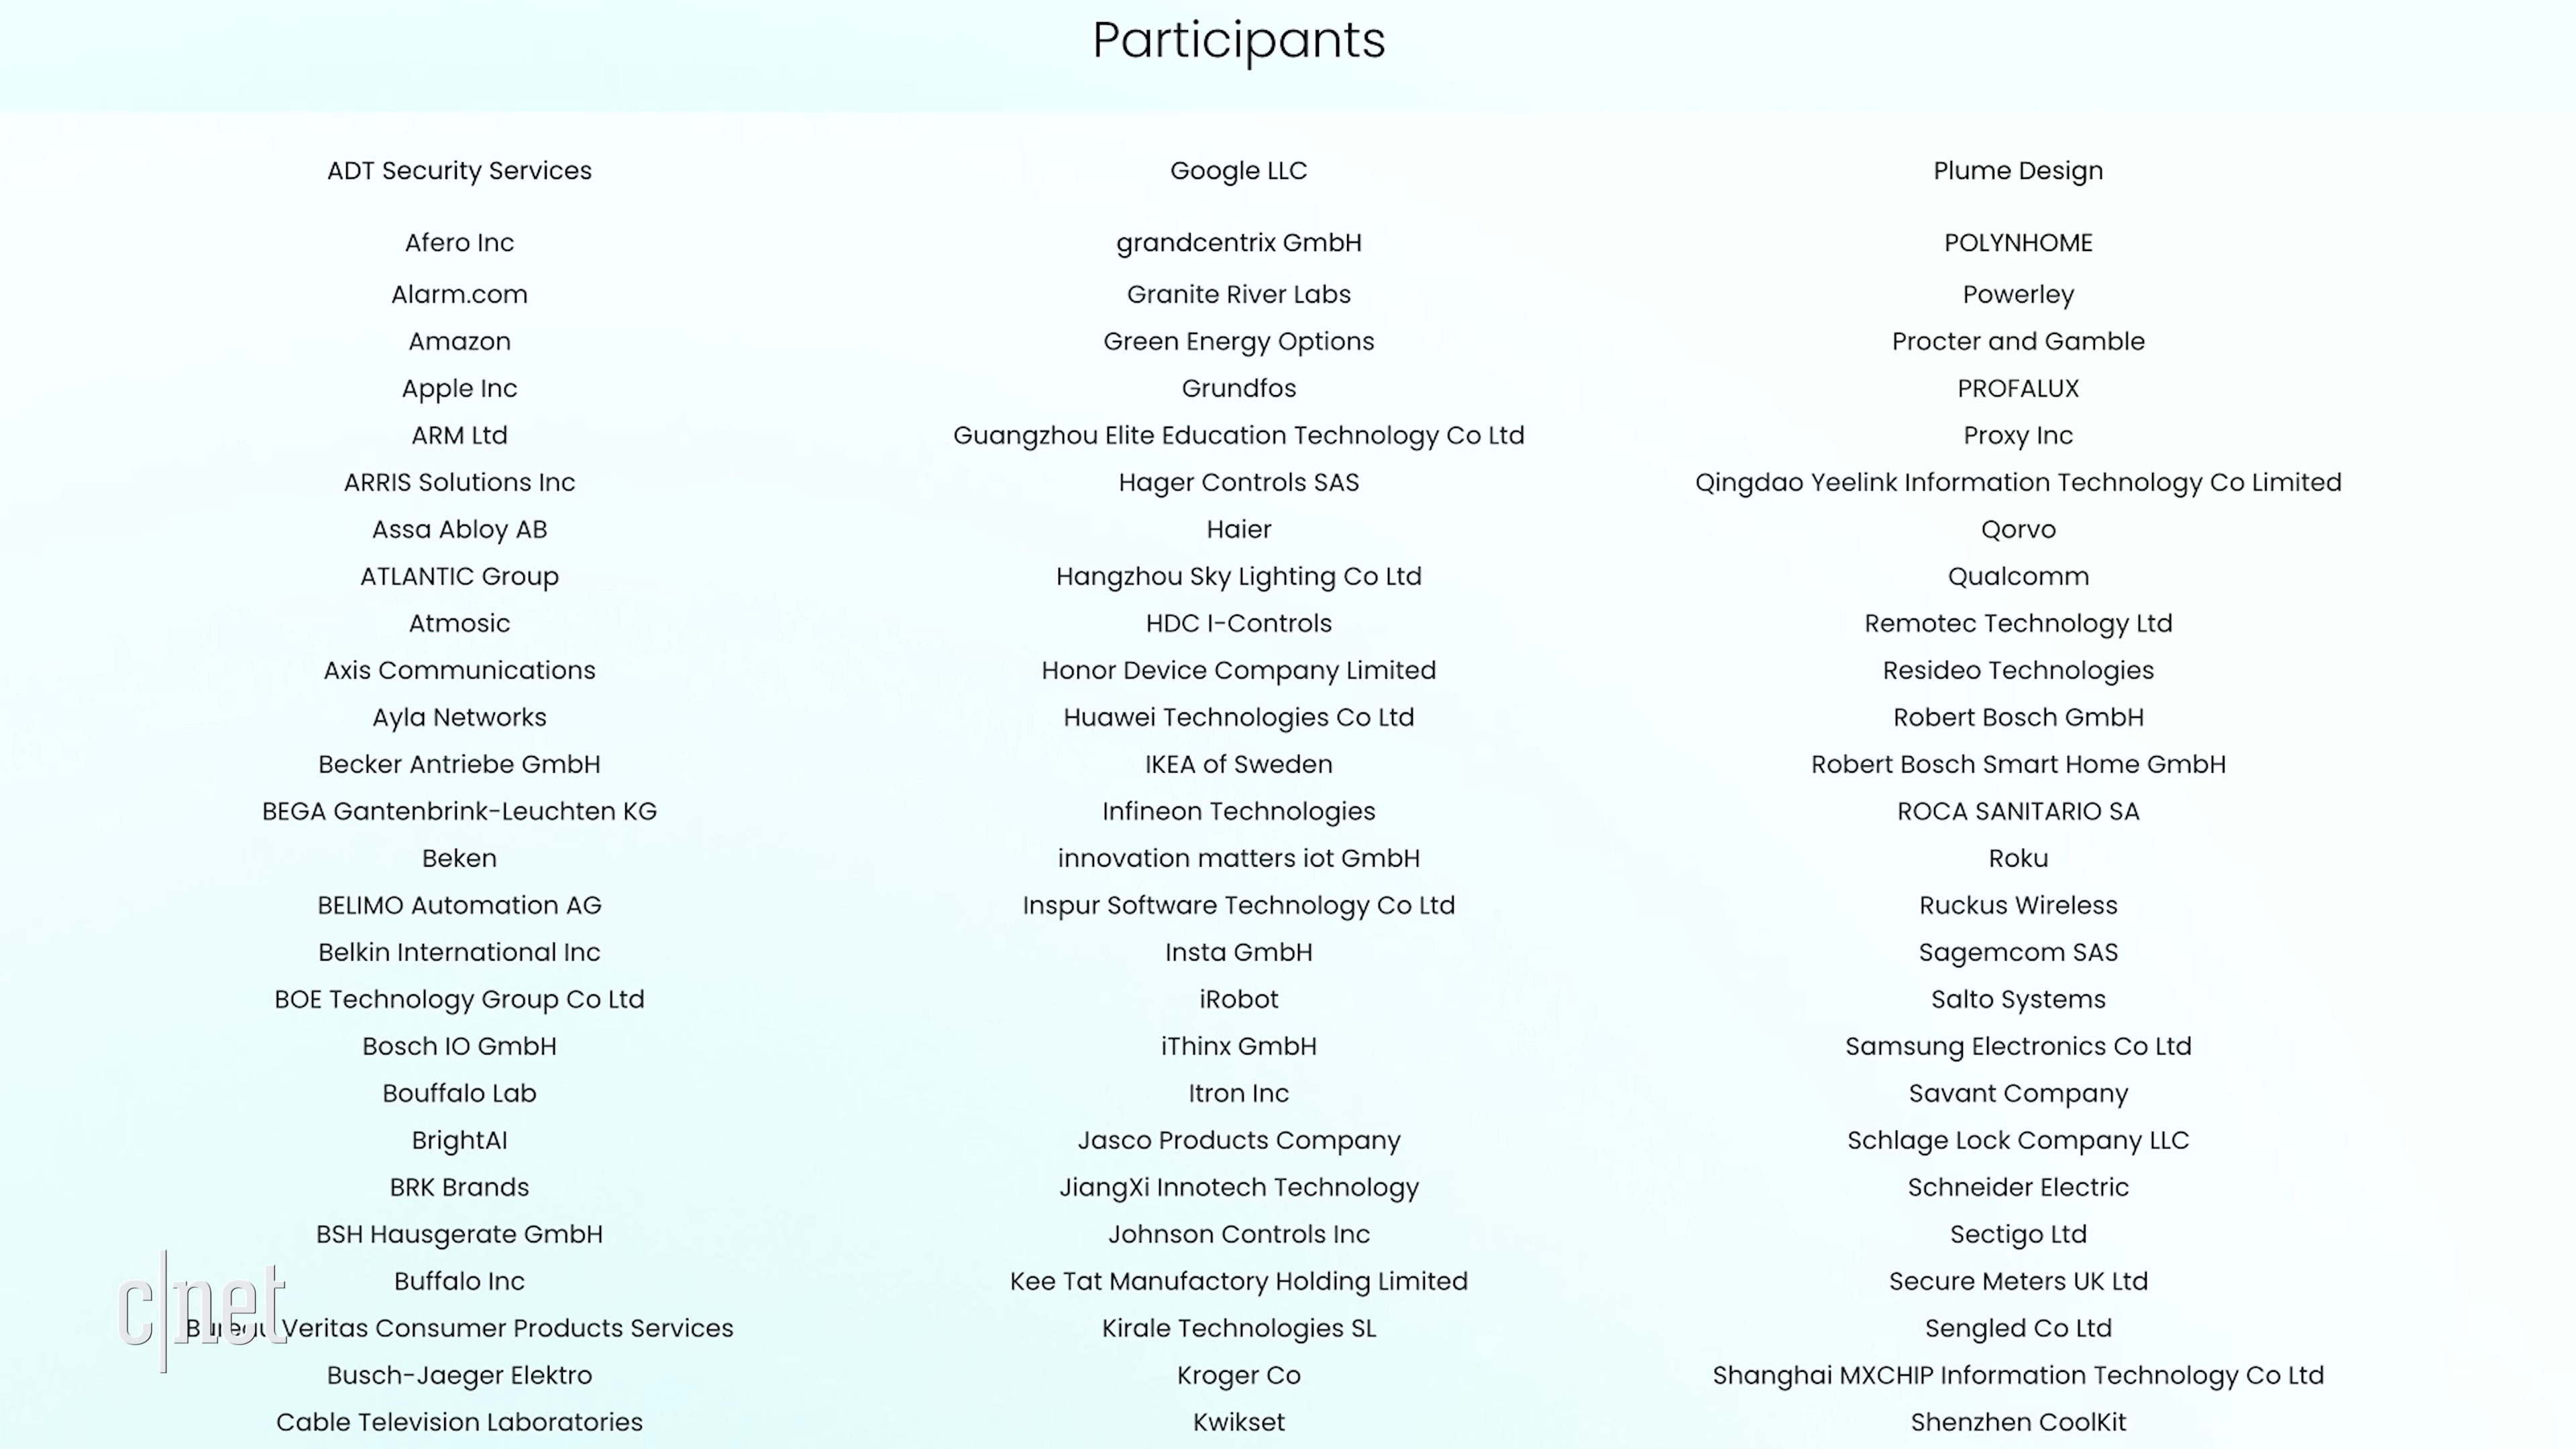 Participants
ADT Security Services
Afero Inc
Alarm.com
Amazon
Apple Inc
ARM Ltd
ARRIS Solutions Inc
Assa Abloy AB
ATLANTIC Group
Atmosic
Axis Communications
Ayla Networks
Becker Antriebe GmbH
BEGA Gantenbrink-Leuchten KG
Beken
BELIMO Automation AG
Belkin International Inc
BOE Technology Group Co Ltd
Bosch IO GmbH
Bouffalo Lab
BrightAI
BRK Brands
BSH Hausgerate GmbH
Buffalo Inc
Bureau Veritas Consumer Products Services
Busch-Jaeger Elektro
Cable Television Laboratories
Google LLC
grandcentrix GmbH
Granite River Labs
Green Energy Options
Grundfos
Guangzhou Elite Education Technology Co Ltd
Hager Controls SAS
Haier
Hangzhou Sky Lighting Co Ltd
HDC I-Controls
Honor Device Company Limited
Huawei Technologies Co Ltd
IKEA of Sweden
Infineon Technologies
innovation matters iot GmbH
Inspur Software Technology Co Ltd
Insta GmbH
iRobot
iThinx GmbH
Itron Inc
Jasco Products Company
JiangXi Innotech Technology
Johnson Controls Inc
Kee Tat Manufactory Holding Limited
Kirale Technologies SL
Kroger Co
Kwikset
Plume Design
POLYNHOME
Powerley
Procter and Gamble
PROFALUX
Proxy Inc
Qingdao Yeelink Information Technology Co Limited
Qorvo
Qualcomm
Remotec Technology Ltd
Resideo Technologies
Robert Bosch GmbH
Robert Bosch Smart Home GmbH
ROCA SANITARIO SA
Roku
Ruckus Wireless
Sagemcom SAS
Salto Systems
Samsung Electronics Co Ltd
Savant Company
Schlage Lock Company LLC
Schneider Electric
Sectigo Ltd
Secure Meters UK Ltd
Sengled Co Ltd
Shanghai MXCHIP Information Technology Co Ltd
Shenzhen CoolKit
c|net